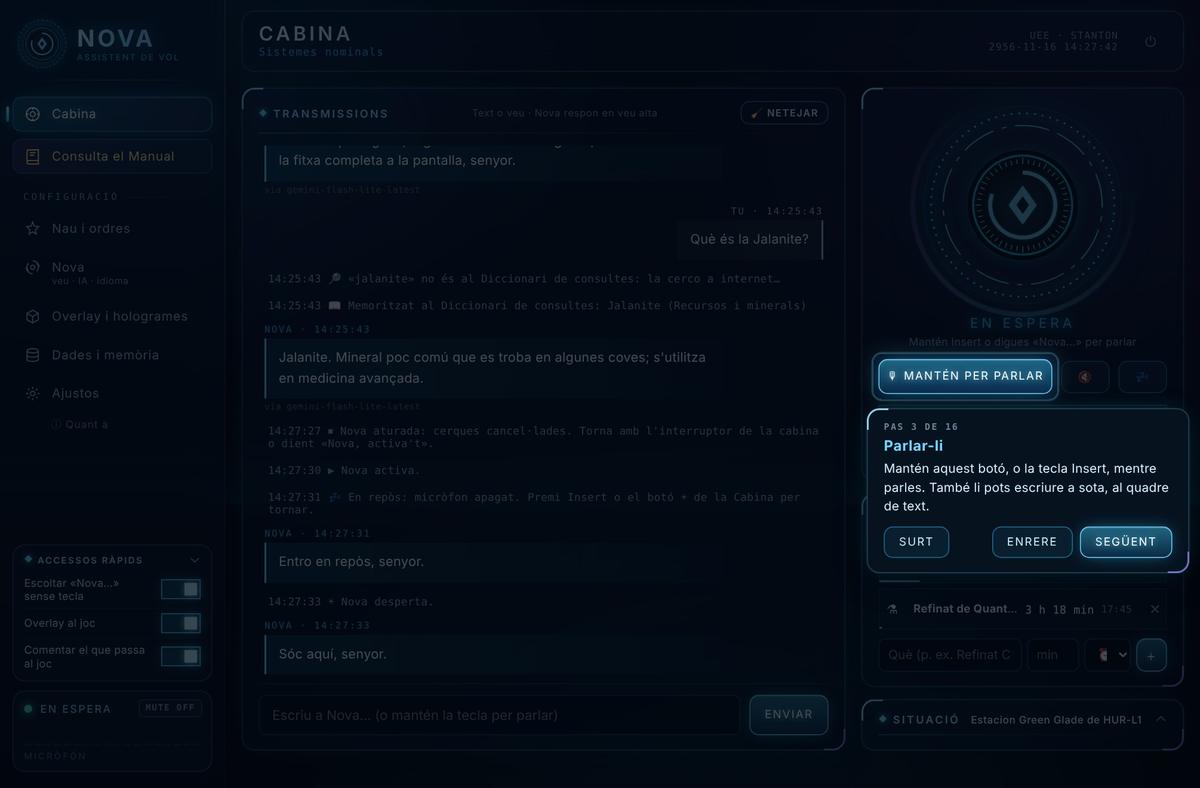 NOVA
ASSISTENT DE VOL
Cabina
Consulta el Manual
CONFIGURACIÓ
Nau i ordres
Nova
veu · IA · idioma
Overlay i hologrames
Dades i memòria
Ajustos
ⓘ Quant a
ACCESSOS RÀPIDS
Escoltar «Nova…»
sense tecla
Overlay al joc
Comentar el que passa
al joc
EN ESPERA
MUTE OFF
MICRÒFON
CABINA
Sistemes nominals
UEE · STANTON
2956-11-16 14:27:42
TRANSMISSIONS
Text o veu · Nova respon en veu alta
NETEJAR
la fitxa completa a la pantalla, senyor.
via gemini-flash-lite-latest
TU · 14:25:43
Què és la Jalanite?
14:25:43 🔎 «jalanite» no és al Diccionari de consultes: la cerco a internet…
14:25:43 📖 Memoritzat al Diccionari de consultes: Jalanite (Recursos i minerals)
NOVA · 14:25:43
Jalanite. Mineral poc comú que es troba en algunes coves; s'utilitza
en medicina avançada.
via gemini-flash-lite-latest
14:27:27 ■ Nova aturada: cerques cancel·lades. Torna amb l'interruptor de la cabina
o dient «Nova, activa't».
14:27:30 ▶ Nova activa.
14:27:31 💤 En repòs: micròfon apagat. Premi Insert o el botó ☀ de la Cabina per
tornar.
NOVA · 14:27:31
Entro en repòs, senyor.
14:27:33 ☀ Nova desperta.
NOVA · 14:27:33
Sóc aquí, senyor.
Escriu a Nova… (o mantén la tecla per parlar)
ENVIAR
EN ESPERA
Mantén Insert o digues «Nova…» per parlar
🎙 MANTÉN PER PARLAR
PAS 3 DE 16
Parlar-li
Mantén aquest botó, o la tecla Insert, mentre
parles. També li pots escriure a sota, al quadre
de text.
SURT
ENRERE
SEGÜENT
Refinat de Quant… 3 h 18 min 17:45 ✕
Què (p. ex. Refinat C
min
+
SITUACIÓ
Estacion Green Glade de HUR-L1